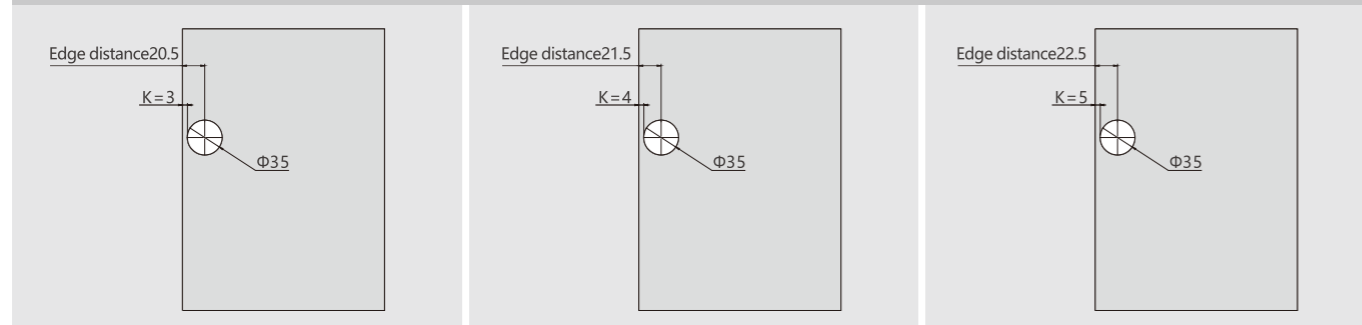 Edge distance20.5
K=3
Φ35
Edge distance21.5
K=4
Φ35
Edge distance22.5
K=5
Φ35